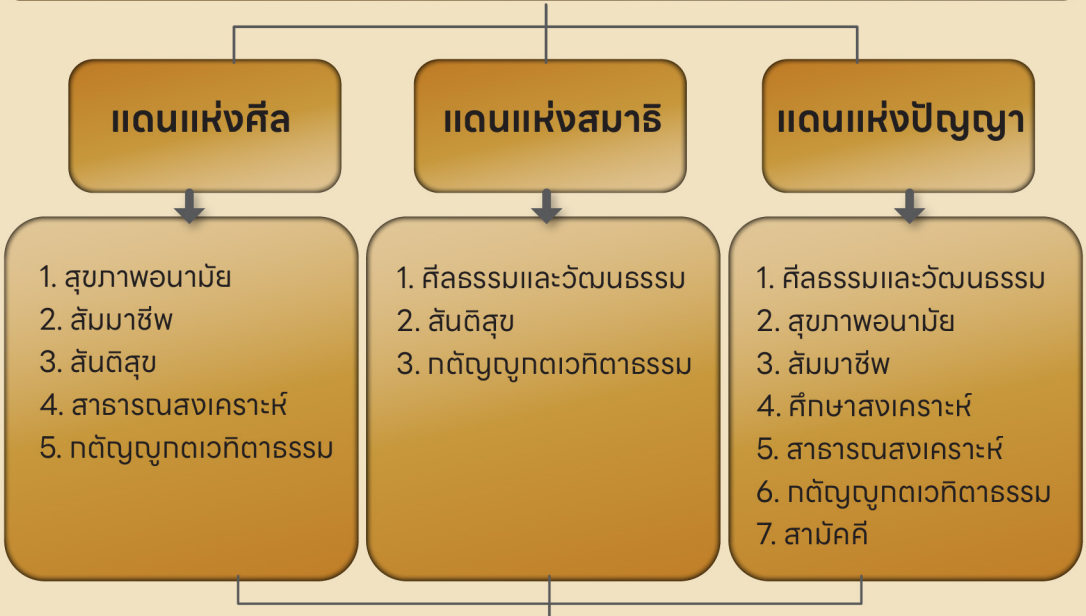 แดนแห่งศีล
1. สุขภาพอนามัย
2. สัมมาชีพ
3. สันติสุข
4. สาธารณสงเคราะห์
5. กตัญญูกตเวทิตาธรรม
แดนแห่งสมาธิ
1. ศีลธรรมและวัฒนธรรม
2. สันติสุข
3. กตัญญูกตเวทิตาธรรม
แดนแห่งปัญญา
1. ศีลธรรมและวัฒนธรรม
2. สุขภาพอนามัย
3. สัมมาชีพ
4. ศึกษาสงเคราะห์
5. สาธารณสงเคราะห์
6. กตัญญูกตเวทิตาธรรม
7. สามัคคี